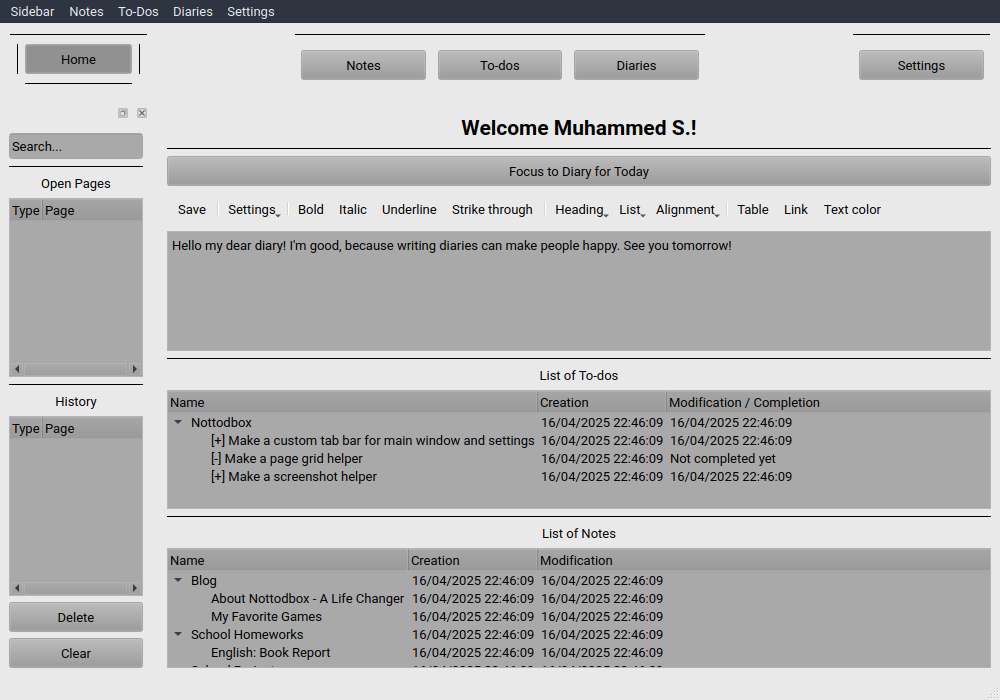 Sidebar Notes To-Dos Diaries Settings
Home
Notes To-dos Diaries Settings
Search...
Open Pages
Type Page
History
Type Page
Delete
Clear
Welcome Muhammed S.!
Focus to Diary for Today
Save Settings Bold Italic Underline Strike through Heading List Alignment Table Link Text color
Hello my dear diary! I'm good, because writing diaries can make people happy. See you tomorrow!
List of To-dos
Name Creation Modification / Completion
Nottodbox 16/04/2025 22:46:09 16/04/2025 22:46:09
[+] Make a custom tab bar for main window and settings 16/04/2025 22:46:09 16/04/2025 22:46:09
[-] Make a page grid helper 16/04/2025 22:46:09 Not completed yet
[+] Make a screenshot helper 16/04/2025 22:46:09 16/04/2025 22:46:09
List of Notes
Name Creation Modification
Blog 16/04/2025 22:46:09 16/04/2025 22:46:09
About Nottodbox - A Life Changer 16/04/2025 22:46:09 16/04/2025 22:46:09
My Favorite Games 16/04/2025 22:46:09 16/04/2025 22:46:09
School Homeworks 16/04/2025 22:46:09 16/04/2025 22:46:09
English: Book Report 16/04/2025 22:46:09 16/04/2025 22:46:09